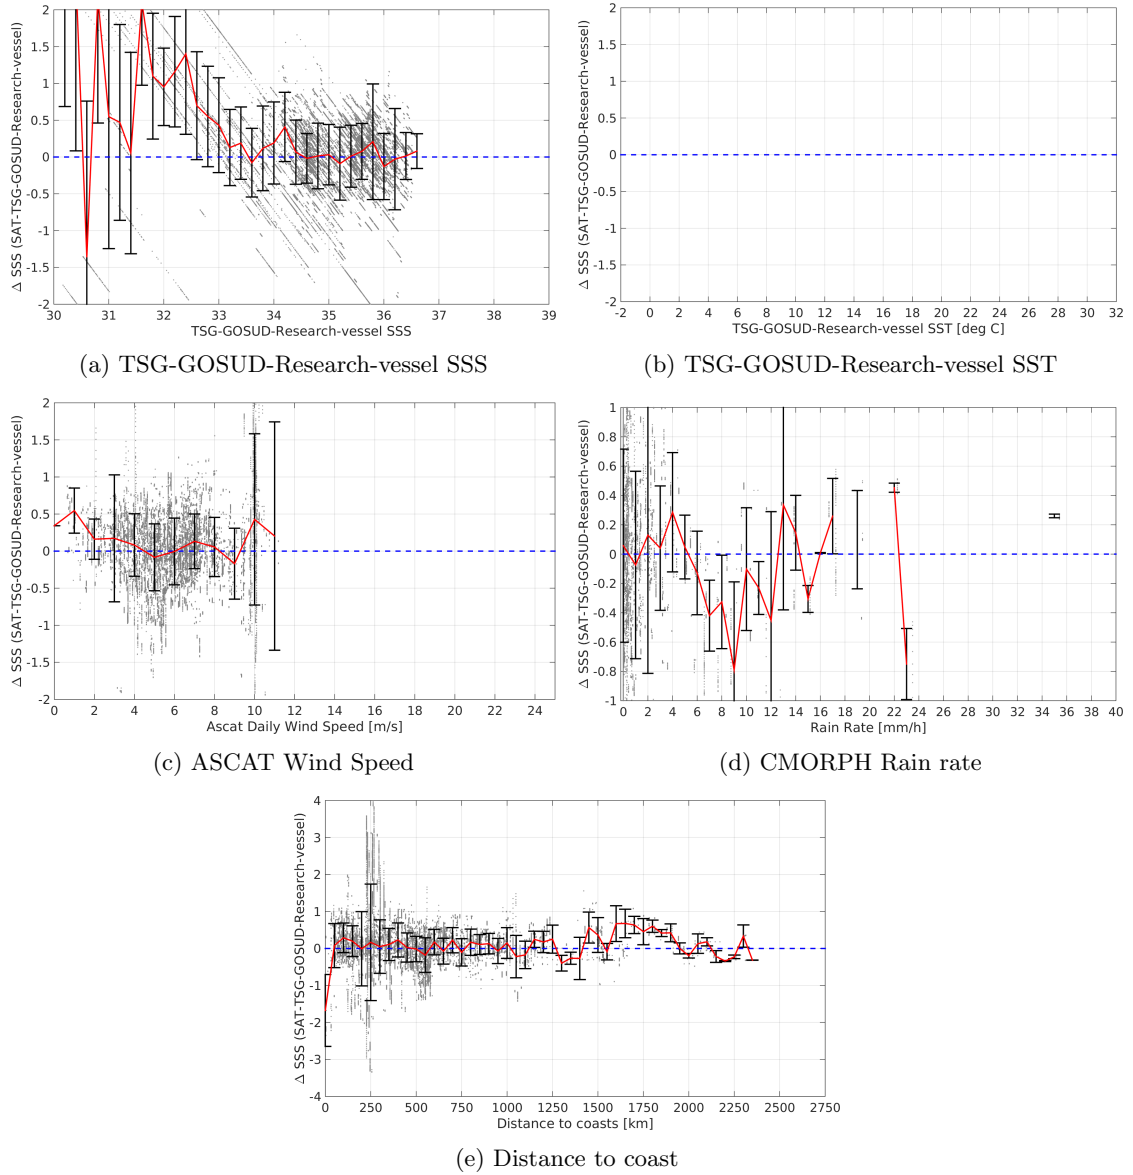 Δ SSS (SAT-TSG-GOSUD-Research-vessel)
2
1.5
1
0.5
0
-0.5
-1
-1.5
-2
30 31 32 33 34 35 36 37 38 39
TSG-GOSUD-Research-vessel SSS
(a) TSG-GOSUD-Research-vessel SSS
Δ SSS (SAT-TSG-GOSUD-Research-vessel)
2
1.5
1
0.5
0
-0.5
-1
-1.5
-2
-2 0 2 4 6 8 10 12 14 16 18 20 22 24 26 28 30 32
TSG-GOSUD-Research-vessel SST [deg C]
(b) TSG-GOSUD-Research-vessel SST
Δ SSS (SAT-TSG-GOSUD-Research-vessel)
2
1.5
1
0.5
0
-0.5
-1
-1.5
-2
0 2 4 6 8 10 12 14 16 18 20 22 24
Ascat Daily Wind Speed [m/s]
(c) ASCAT Wind Speed
Δ SSS (SAT-TSG-GOSUD-Research-vessel)
1
0.8
0.6
0.4
0.2
0
-0.2
-0.4
-0.6
-0.8
-1
0 2 4 6 8 10 12 14 16 18 20 22 24 26 28 30 32 34 36 38 40
Rain Rate [mm/h]
(d) CMORPH Rain rate
Δ SSS (SAT-TSG-GOSUD-Research-vessel)
4
3
2
1
0
-1
-2
-3
-4
0 250 500 750 1000 1250 1500 1750 2000 2250 2500 2750
Distance to coasts [km]
(e) Distance to coast